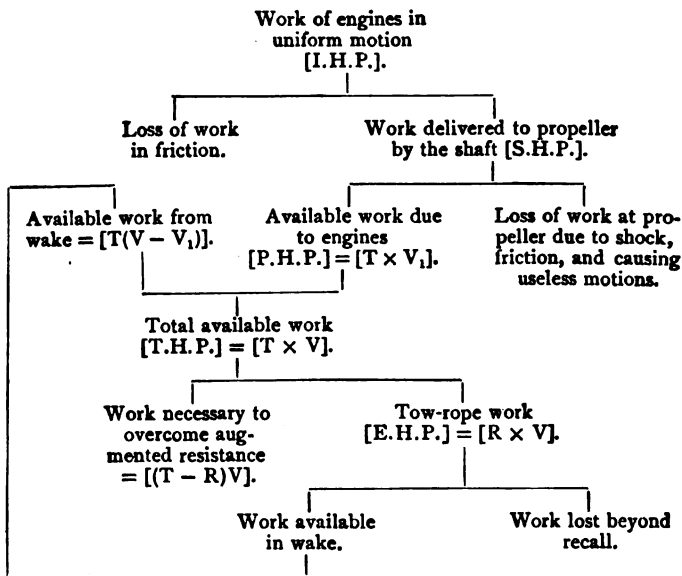 Work of engines in
uniform motion
[I.H.P.].
Loss of work
in friction.
Work delivered to propeller
by the shaft [S.H.P.].
Available work from
wake = [T(V − V₁)].
Available work due
to engines
[P.H.P.] = [T × V₁].
Loss of work at pro-
peller due to shock,
friction, and causing
useless motions.
Total available work
[T.H.P.] = [T × V].
Work necessary to
overcome aug-
mented resistance
= [(T − R)V].
Tow-rope work
[E.H.P.] = [R × V].
Work available
in wake.
Work lost beyond
recall.